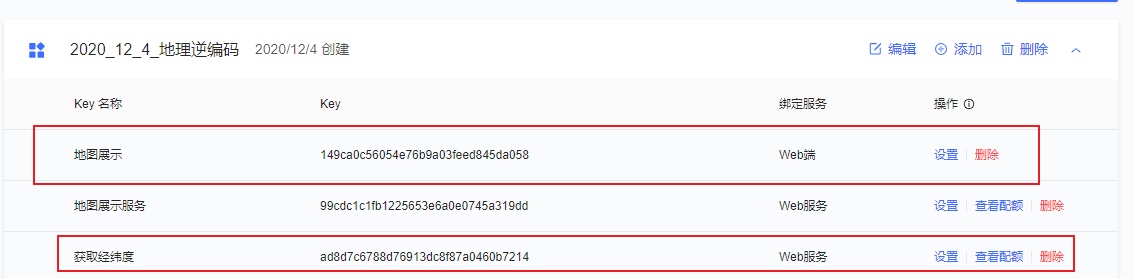 2020_12_4_地理逆编码 2020/12/4 创建 编辑 添加 删除
Key 名称 Key 绑定服务 操作
地图展示 149ca0c56054e76b9a03feed845da058 Web端 设置 删除
地图展示服务 99cdc1c1fb1225653e6a0e0745a319dd Web服务 设置 查看配额 删除
获取经纬度 ad8d7c6788d76913dc8f87a0460b7214 Web服务 设置 查看配额 删除